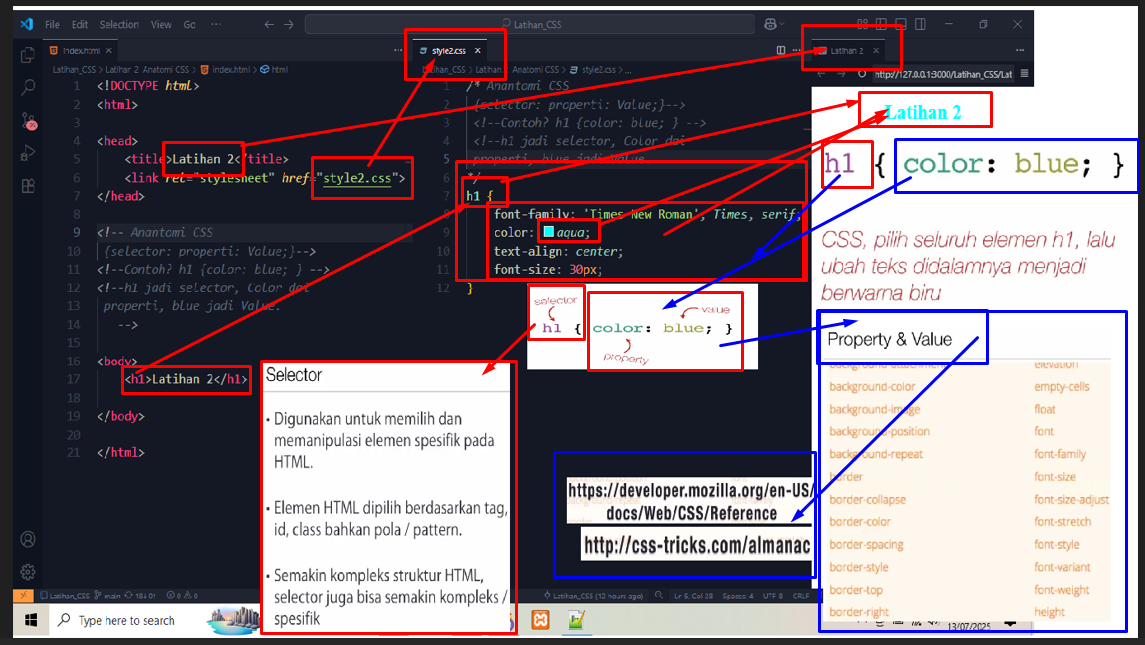 File Edit Selection View Go ··· Latihan_CSS
index.html
style2.css
Latihan 2
Latihan_CSS > Latihan 2 Anatomi CSS > index.html > html
Latihan_CSS > Latihan Anatomi CSS > style2.css > ...
http://127.0.0.1:3000/Latihan_CSS/Lat
1 <!DOCTYPE html>
2 <html>
3
4 <head>
5 <title>Latihan 2</title>
6 <link rel="stylesheet" href="style2.css">
7 </head>
8
9 <!-- Anantomi CSS
10 {selector: properti: Value;}-->
11 <!--Contoh? h1 {color: blue; } -->
12 <!--h1 jadi selector, Color dai
13 properti, blue jadi Value.
14 -->
15
16 <body>
17 <h1>Latihan 2</h1>
18
19 </body>
20
21 </html>
1 /* Anantomi CSS
2 {selector: properti: Value;}-->
3 <!--Contoh? h1 {color: blue; } -->
4 <!--h1 jadi selector, Color dai
5 properti, blue jadi Value.
6 */
7 h1 {
8 font-family: 'Times New Roman', Times, serif;
9 color: aqua;
10 text-align: center;
11 font-size: 30px;
12 }
selector
h1 { color: blue; }
value
property
Selector
• Digunakan untuk memilih dan
memanipulasi elemen spesifik pada
HTML.
• Elemen HTML dipilih berdasarkan tag,
id, class bahkan pola / pattern.
• Semakin kompleks struktur HTML,
selector juga bisa semakin kompleks /
spesifik
https://developer.mozilla.org/en-US/
docs/Web/CSS/Reference
http://css-tricks.com/almanac
Latihan 2
h1 { color: blue; }
CSS, pilih seluruh elemen h1, lalu
ubah teks didalamnya menjadi
berwarna biru
Property & Value
background-attachment elevation
background-color empty-cells
background-image float
background-position font
background-repeat font-family
border font-size
border-collapse font-size-adjust
border-color font-stretch
border-spacing font-style
border-style font-variant
border-top font-weight
border-right height
Latihan_CSS main 0 0
Latihan_CSS (12 hours ago) Ln 5, Col 28 Spaces: 4 UTF-8 CRLF
Type here to search
13/07/2025